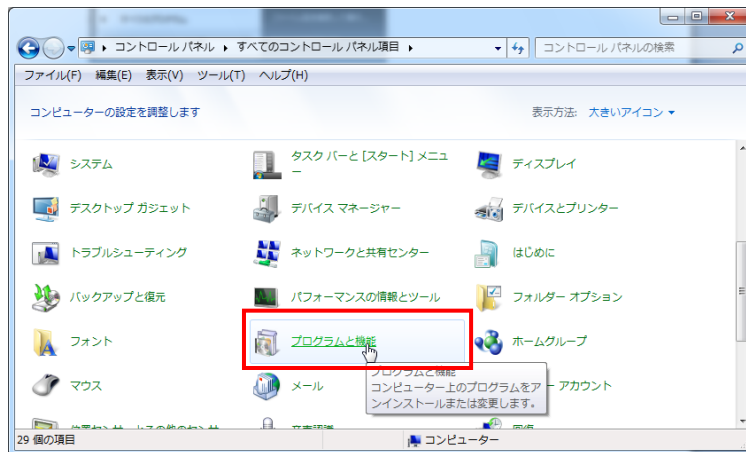 コントロール パネル ▸ すべてのコントロール パネル項目 ▸
コントロール パネルの検索
ファイル(F) 編集(E) 表示(V) ツール(T) ヘルプ(H)
コンピューターの設定を調整します
表示方法: 大きいアイコン
システム
タスク バーと [スタート] メニュ
ー
ディスプレイ
デスクトップ ガジェット
デバイス マネージャー
デバイスとプリンター
トラブルシューティング
ネットワークと共有センター
はじめに
バックアップと復元
パフォーマンスの情報とツール
フォルダー オプション
フォント
プログラムと機能
ホームグループ
プログラムと機能
コンピューター上のプログラムをア
ンインストールまたは変更します。
マウス
メール
ー アカウント
音声認識
回復
29 個の項目
コンピューター